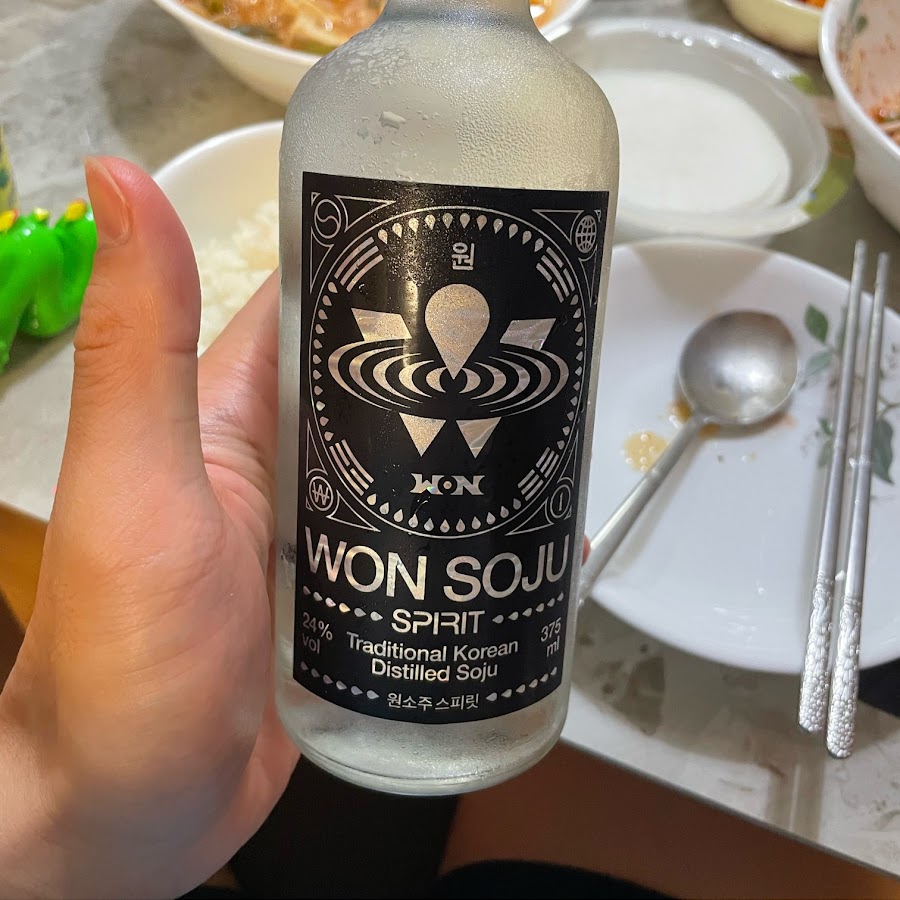 원
WON
WON SOJU
SPIRIT
24%
vol
Traditional Korean
Distilled Soju
375
ml
원소주 스피릿